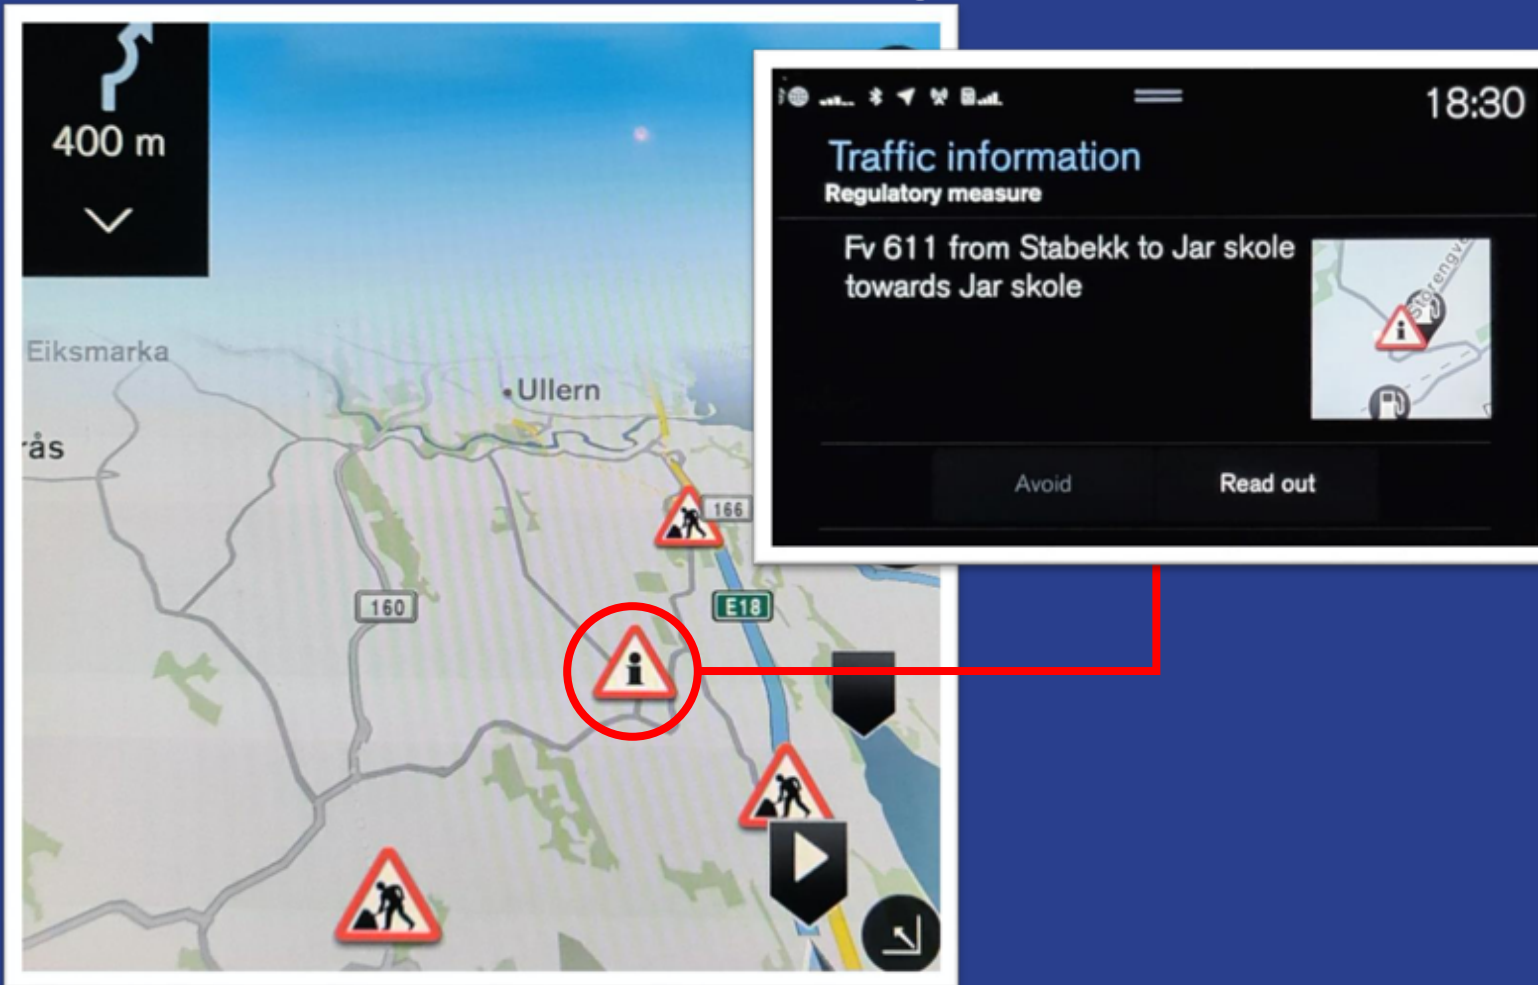 400 m
Eiksmarka
Ullern
ås
166
160
E18
18:30
Traffic information
Regulatory measure
Fv 611 from Stabekk to Jar skole
towards Jar skole
Avoid
Read out